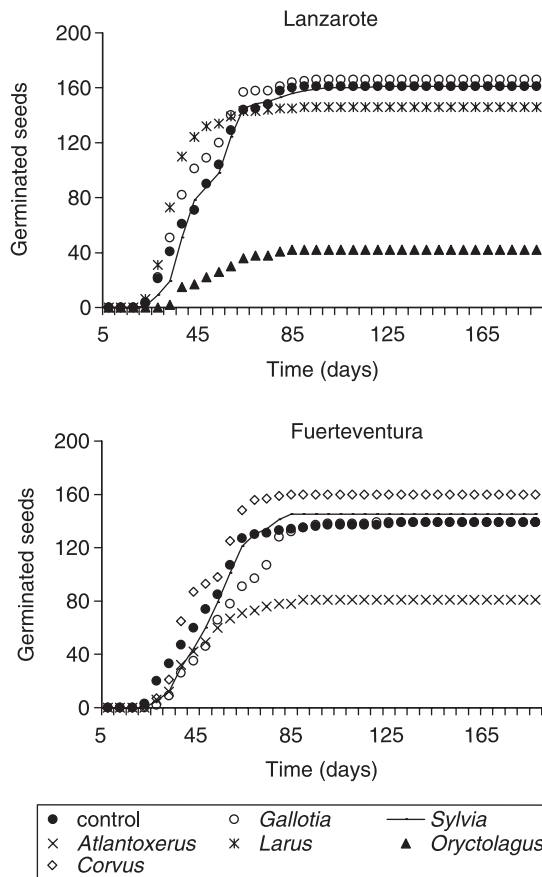 Lanzarote
200
160
120
80
40
0
Germinated seeds
5 45 85 125 165
Time (days)
Fuerteventura
200
160
120
80
40
0
Germinated seeds
5 45 85 125 165
Time (days)
control Gallotia Sylvia
Atlantoxerus Larus Oryctolagus
Corvus